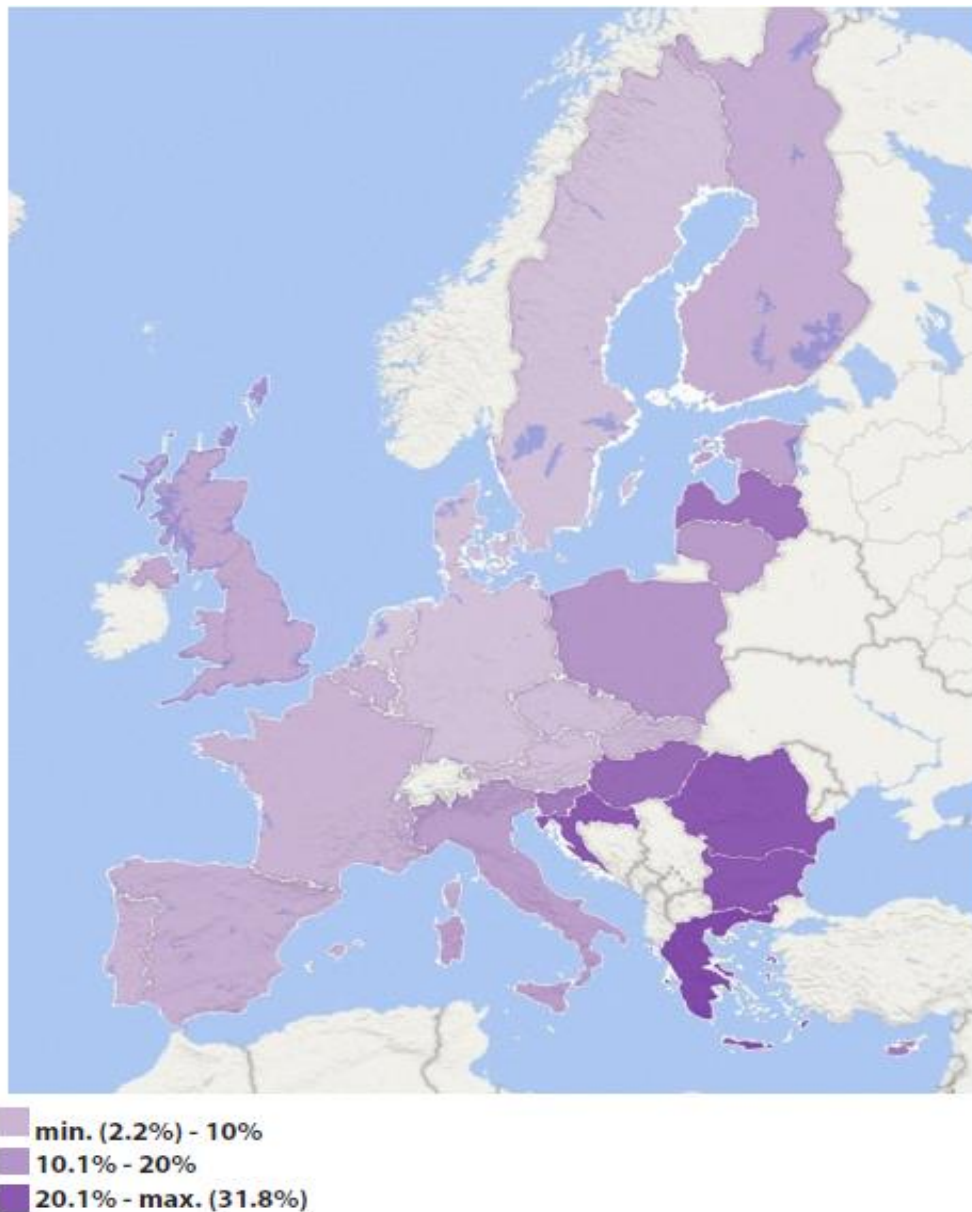 min. (2.2%) - 10%
10.1% - 20%
20.1% - max. (31.8%)